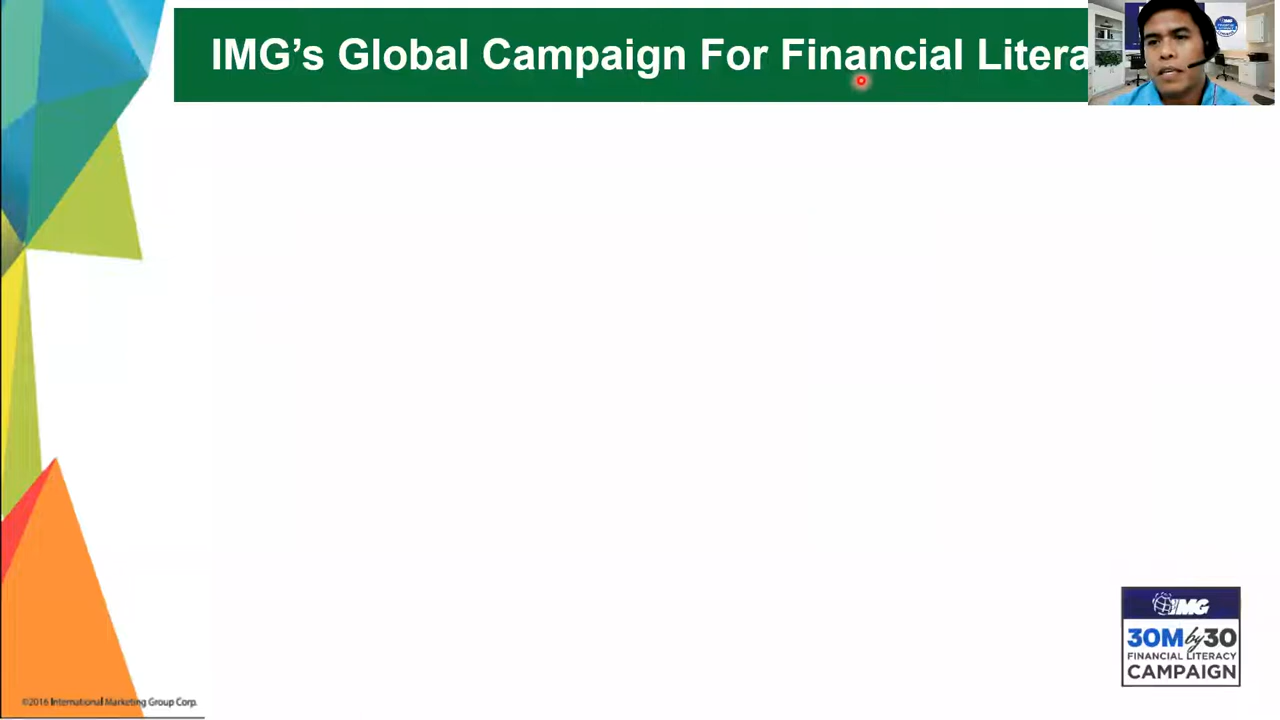 IMG's Global Campaign For Financial Litera
IMG
30M by 30
FINANCIAL LITERACY
CAMPAIGN
©2016 International Marketing Group Corp.